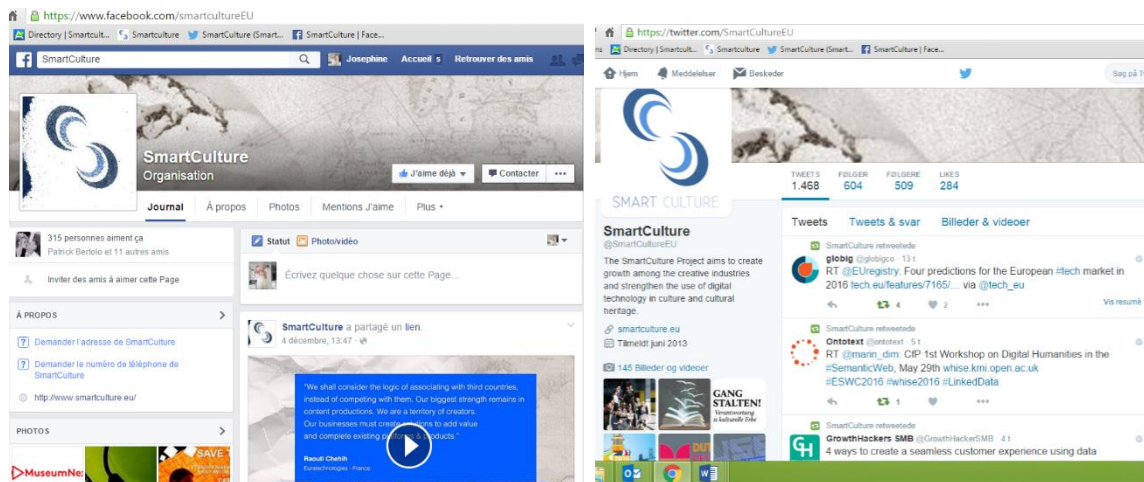 https://www.facebook.com/smartcultureEU
Directory | Smartcult... Smartculture SmartCulture (Smart... SmartCulture | Face...
SmartCulture Josephine Accueil 5 Retrouver des amis
SmartCulture
Organisation
J'aime déjà Contacter
Journal À propos Photos Mentions J'aime Plus
315 personnes aiment ça
Patrick Bertolo et 11 autres amis
Inviter des amis à aimer cette Page
À PROPOS
Demander l'adresse de SmartCulture
Demander le numéro de téléphone de
SmartCulture
http://www.smartculture.eu/
PHOTOS
MuseumNe
SAVE T
Statut Photo/vidéo
Écrivez quelque chose sur cette Page...
SmartCulture a partagé un lien.
4 décembre, 13:47
"We shall consider the logic of associating with third countries,
instead of competing with them. Our biggest strength remains in
content productions. We are a territory of creators.
Our businesses must create solutions to add value
and complete existing platforms & products."
Raouti Chehih
Euratechnologies - France
https://twitter.com/SmartCultureEU
Directory | Smartcult... Smartculture SmartCulture (Smart... SmartCulture | Face...
Hjem Meddelelser Beskeder Søg på T
SMART CULTURE
TWEETS FØLGER FØLGERE LIKES
1.468 604 509 284
SmartCulture
@SmartCultureEU
The SmartCulture Project aims to create
growth among the creative industries
and strengthen the use of digital
technology in culture and cultural
heritage.
smartculture.eu
Tilmeldt juni 2013
145 Billeder og videoer
GANG
STALTEN!
Verantwortung
Erbe
Tweets Tweets & svar Billeder & videoer
SmartCulture retweetede
globig @globigco · 13 t
RT @EUregistry: Four predictions for the European #tech market in
2016 tech.eu/features/7165/... via @tech_eu
4 2 Vis resumé
SmartCulture retweetede
Ontotext @ontotext · 5 t
RT @marin_dim: CfP 1st Workshop on Digital Humanities in the
#SemanticWeb, May 29th whise.kmi.open.ac.uk
#ESWC2016 #whise2016 #LinkedData
1
SmartCulture retweetede
GrowthHackers SMB @GrowthHackerSMB · 4 t
4 ways to create a seamless customer experience using data